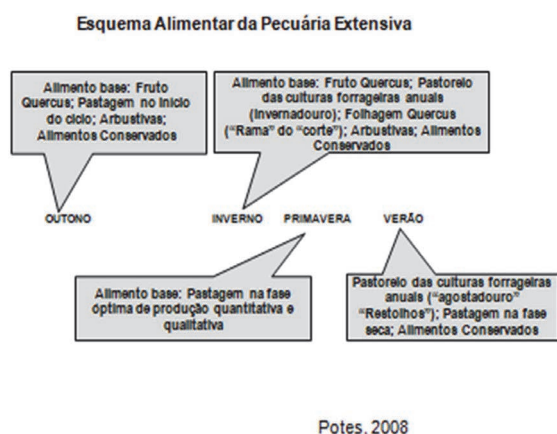 Esquema Alimentar da Pecuária Extensiva
Alimento base: Fruto
Quercus; Pastagem no Início
do ciclo; Arbustivas;
Alimentos Conservados
Alimento base: Fruto Quercus; Pastoreio
das culturas forrageiras anuais
(Invernadouro); Folhagem Quercus
("Rama" do "corte"); Arbustivas; Alimentos
Conservados
OUTONO
INVERNO
PRIMAVERA
VERÃO
Alimento base: Pastagem na fase
óptima de produção quantitativa e
qualitativa
Pastoreio das culturas forrageiras
anuais ("agostadouro"
"Restolhos"); Pastagem na fase
seca; Alimentos Conservados
Potes, 2008